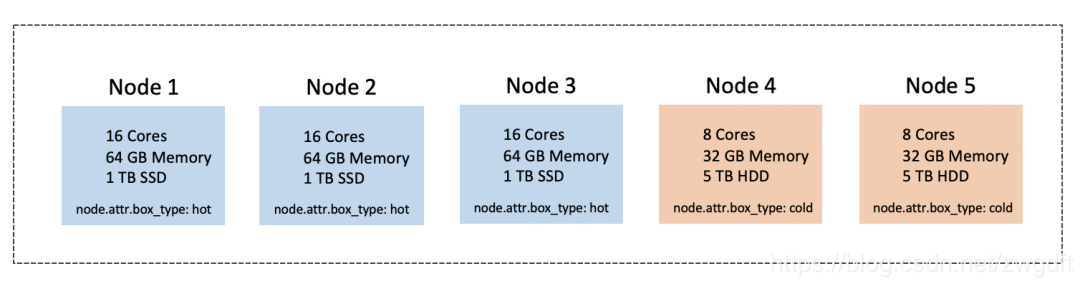 Node 1
16 Cores
64 GB Memory
1 TB SSD
node.attr.box_type: hot
Node 2
16 Cores
64 GB Memory
1 TB SSD
node.attr.box_type: hot
Node 3
16 Cores
64 GB Memory
1 TB SSD
node.attr.box_type: hot
Node 4
8 Cores
32 GB Memory
5 TB HDD
node.attr.box_type: cold
Node 5
8 Cores
32 GB Memory
5 TB HDD
node.attr.box_type: cold
https://blog.csdn.net/zwgdft